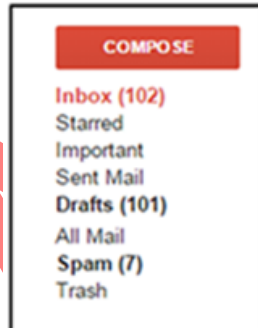 COMPOSE
Inbox (102)
Starred
Important
Sent Mail
Drafts (101)
All Mail
Spam (7)
Trash